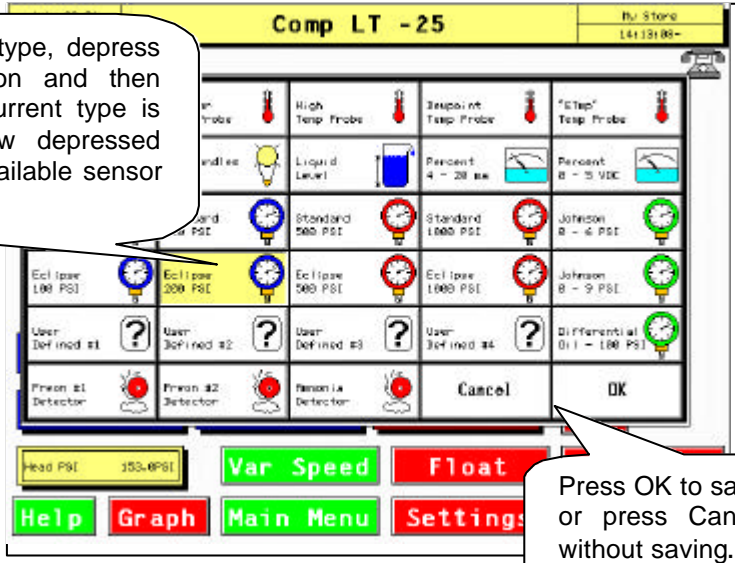 Comp LT -25
My Store
14:13:08-
type, depress
on and then
urrent type is
w depressed
ailable sensor
Probe
High
Temp Probe
Dewpoint
Temp Probe
Temp Probe
ndles
Liquid
Level
Percent
4 - 20 ma
Percent
0 - 5 VDC
ard
PSI
Standard
500 PSI
Standard
1000 PSI
Johnson
0 - 6 PSI
Eclipse
100 PSI
Eclipse
200 PSI
Eclipse
500 PSI
Eclipse
1000 PSI
Johnson
0 - 9 PSI
User
Defined #1
User
Defined #2
User
Defined #3
User
Defined #4
Differential
Oil - 100 PSI
Freon #1
Detector
Freon #2
Detector
Ammonia
Detector
Cancel
OK
Head PSI 153.0PSI
Var Speed
Float
Help
Graph
Main Menu
Settings
Press OK to sa
or press Can
without saving.